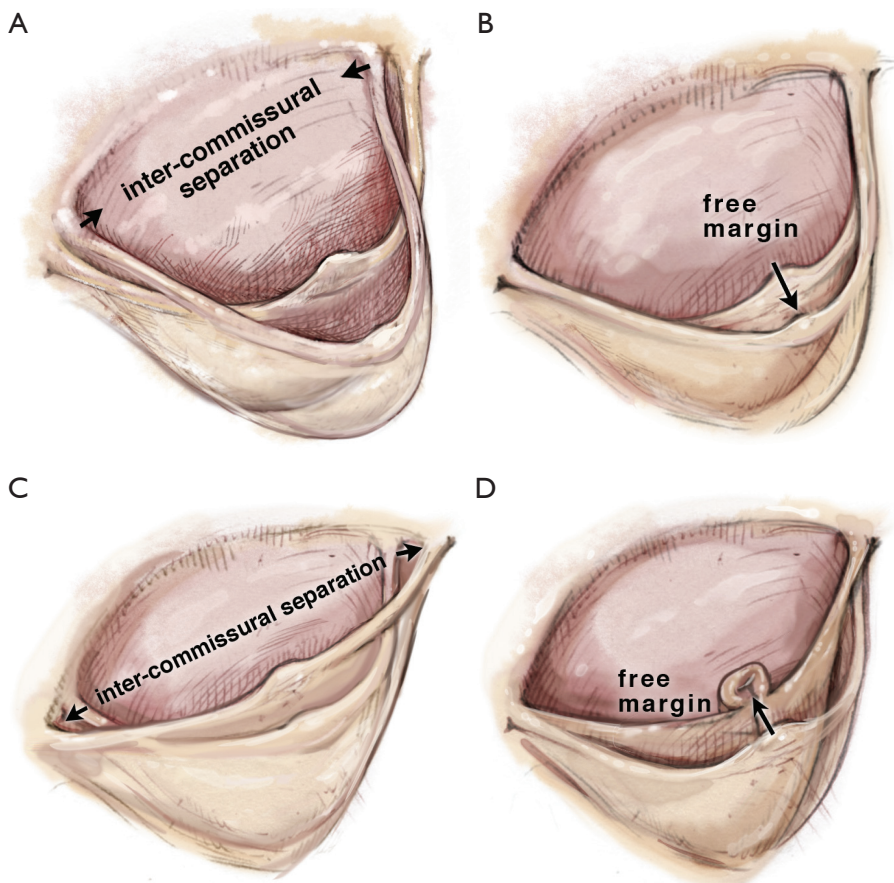 A
inter-commissural
separation
B
free
margin
C
inter-commissural separation
D
free
margin